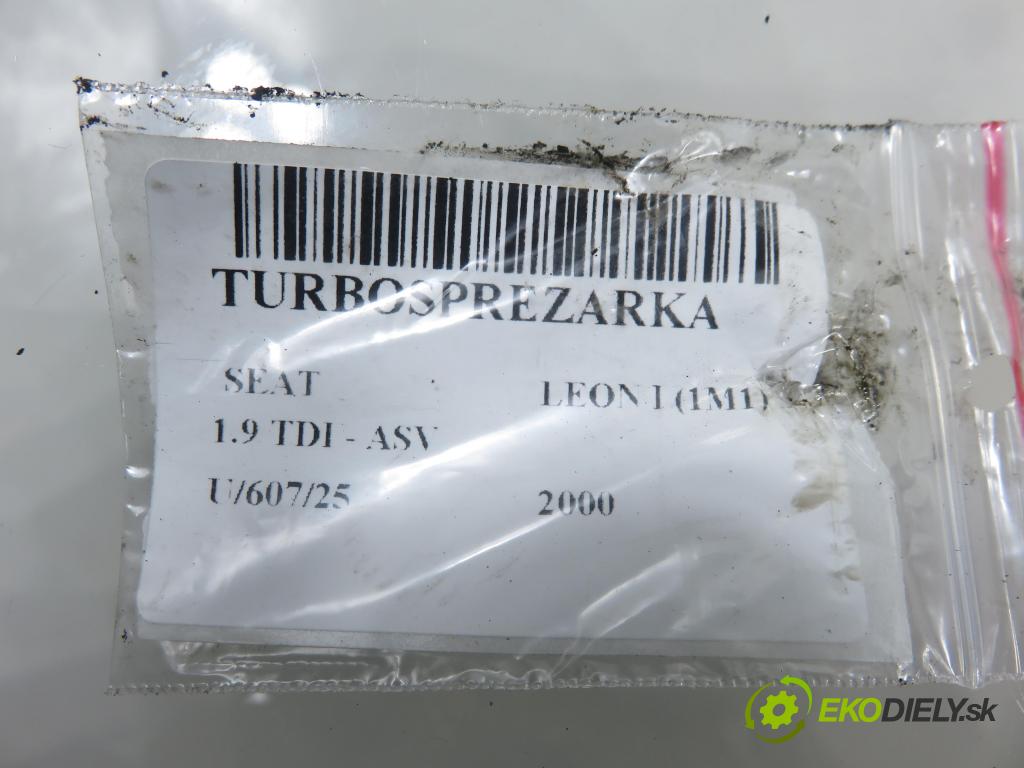 TURBOSPREZARKA
SEAT LEON I (1M1)
1.9 TDI - ASV
U/607/25 2000
EKODIELY.sk